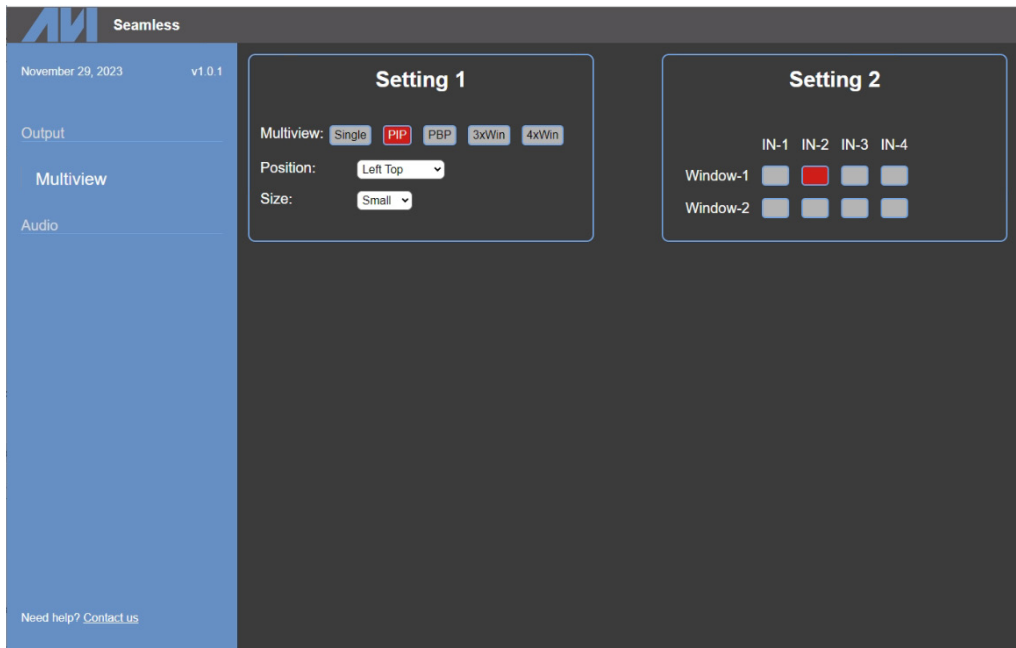 AVI Seamless
November 29, 2023 v1.0.1
Output
Multiview
Audio
Need help? Contact us
Setting 1
Multiview: Single PIP PBP 3xWin 4xWin
Position: Left Top
Size: Small
Setting 2
IN-1 IN-2 IN-3 IN-4
Window-1
Window-2